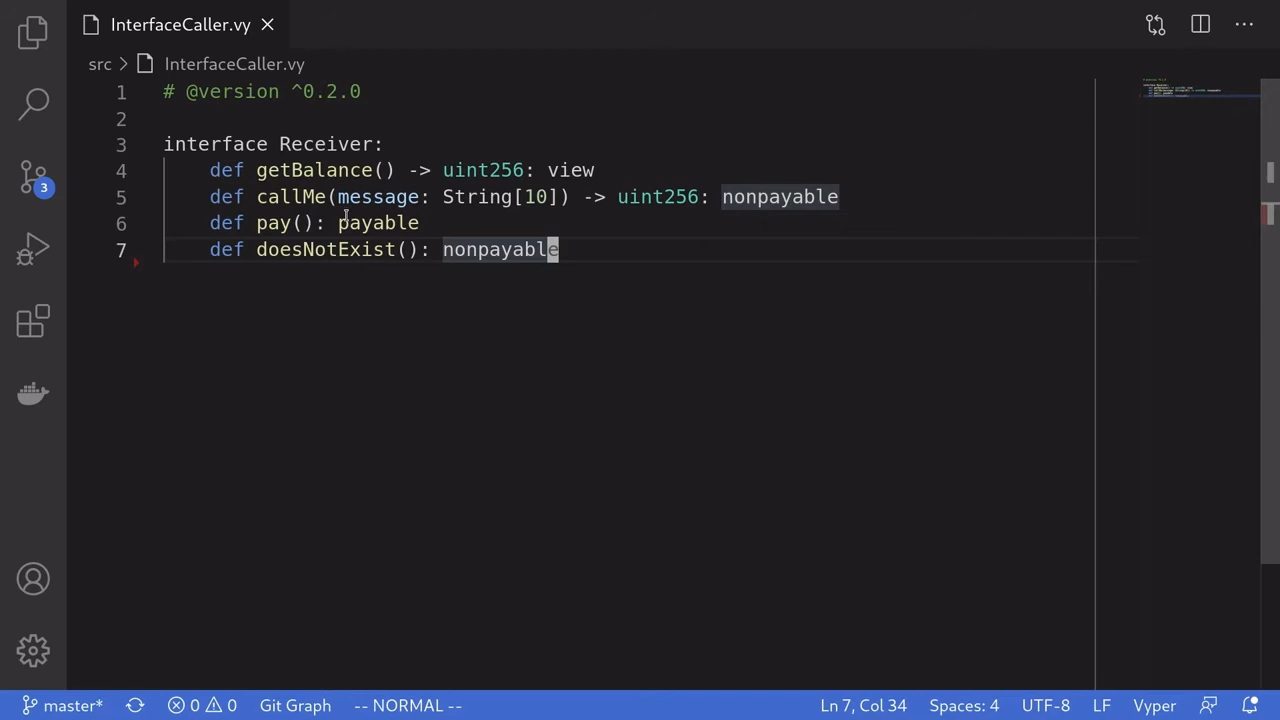 InterfaceCaller.vy
src > InterfaceCaller.vy
1 # @version ^0.2.0
2
3 interface Receiver:
4 def getBalance() -> uint256: view
5 def callMe(message: String[10]) -> uint256: nonpayable
6 def pay(): payable
7 def doesNotExist(): nonpayable
3
master* 0 0 Git Graph -- NORMAL -- Ln 7, Col 34 Spaces: 4 UTF-8 LF Vyper